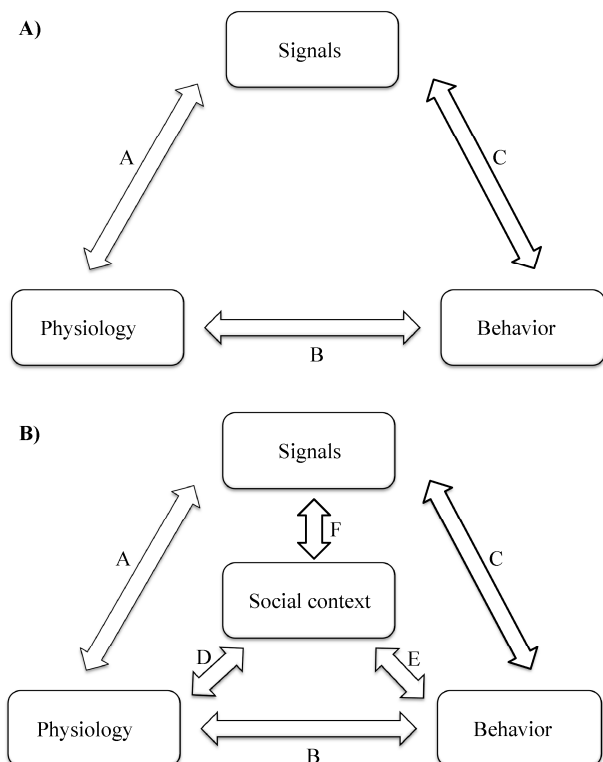 A)
Signals
A
C
Physiology
Behavior
B
B)
Signals
F
A
C
Social context
D
E
Physiology
Behavior
B